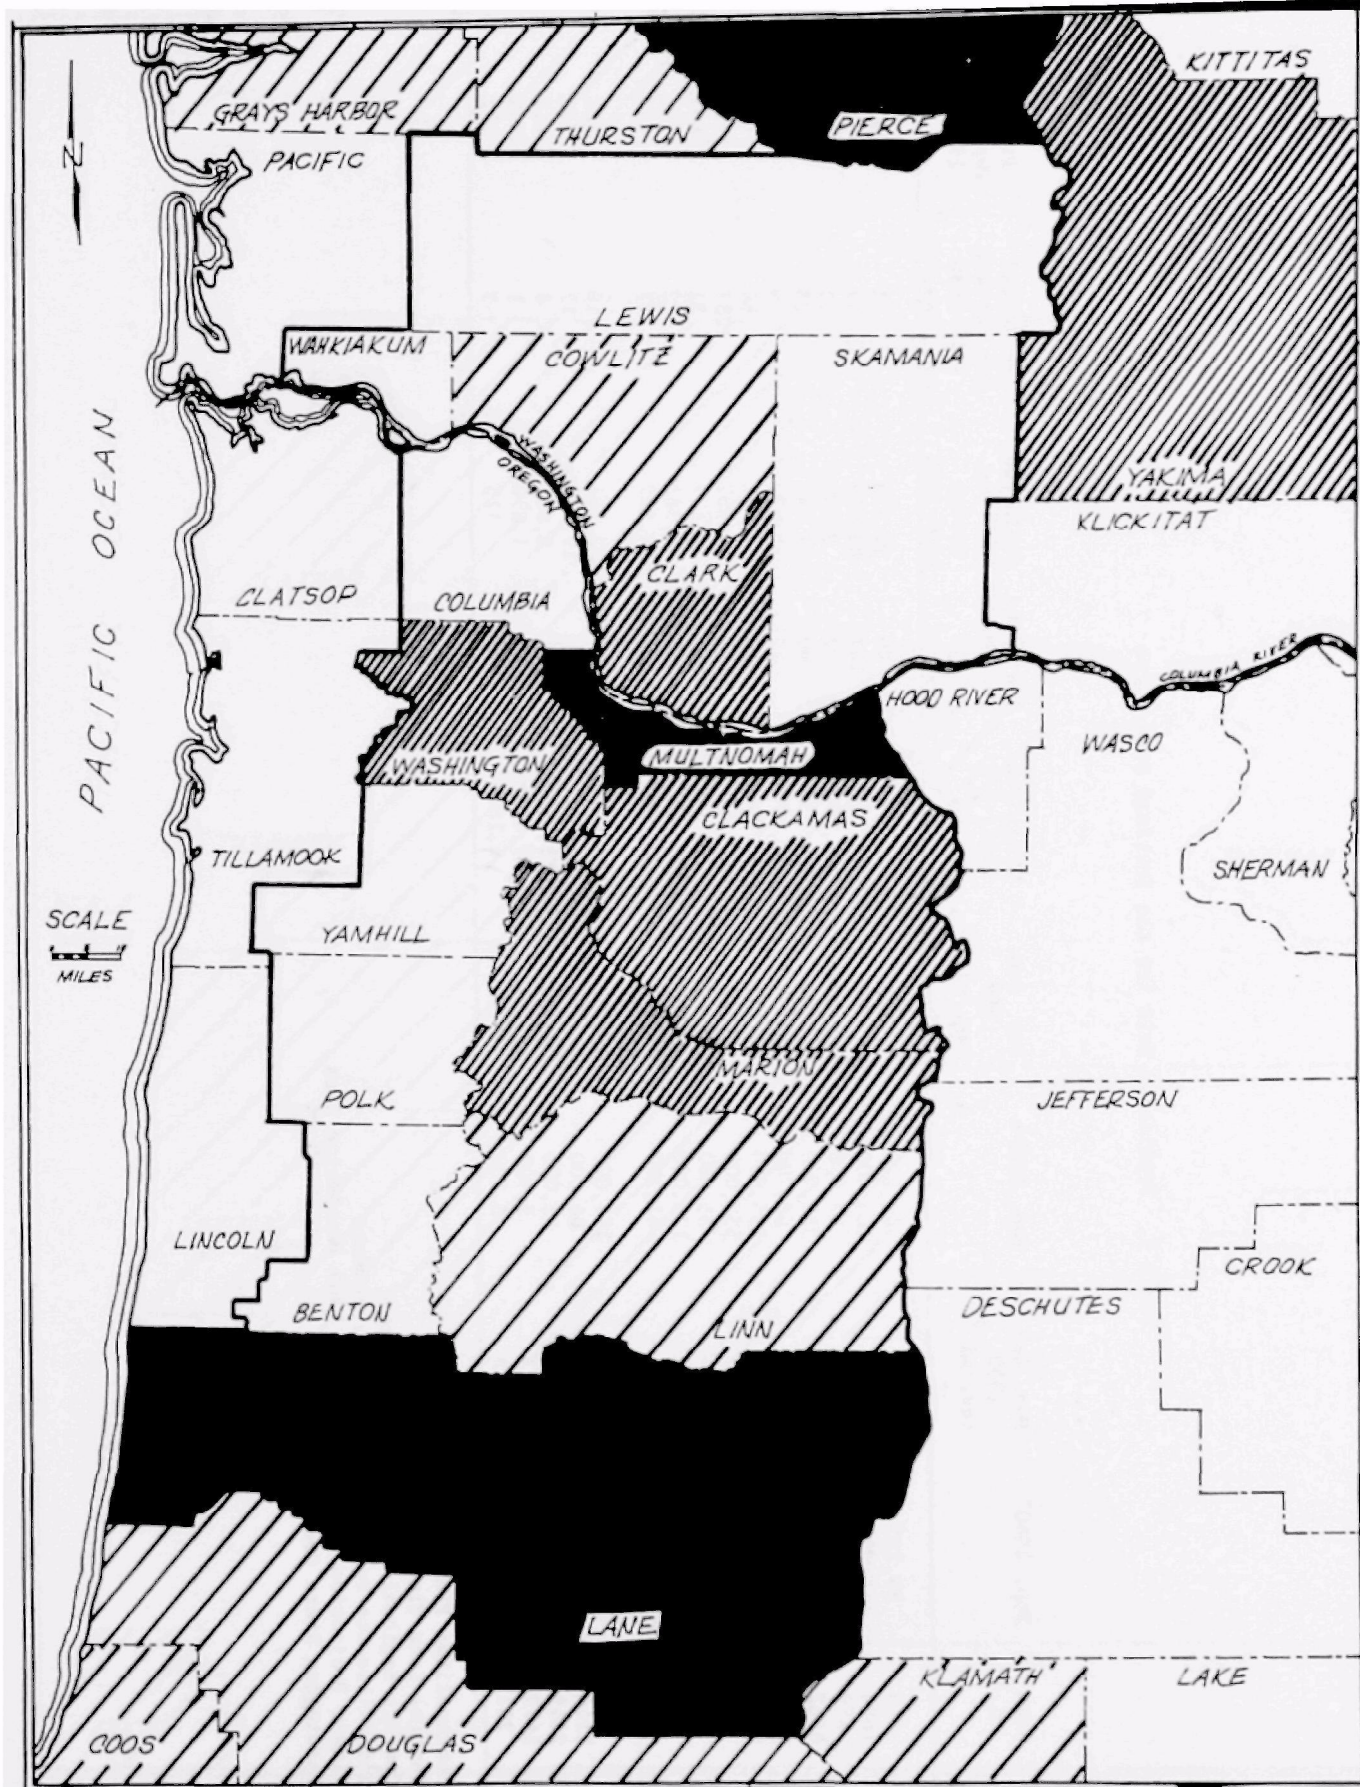 KITTITAS
GRAYS HARBOR
THURSTON
PIERCE
N
PACIFIC
LEWIS
WAHKIAKUM
COWLITZ
SKAMANIA
PACIFIC OCEAN
WASHINGTON
OREGON
YAKIMA
KLICKITAT
CLARK
CLATSOP
COLUMBIA
COLUMBIA RIVER
HOOD RIVER
WASCO
WASHINGTON
MULTNOMAH
CLACKAMAS
TILLAMOOK
SHERMAN
SCALE
MILES
YAMHILL
MARION
POLK
JEFFERSON
LINCOLN
CROOK
BENTON
LINN
DESCHUTES
LANE
KLAMATH
LAKE
COOS
DOUGLAS